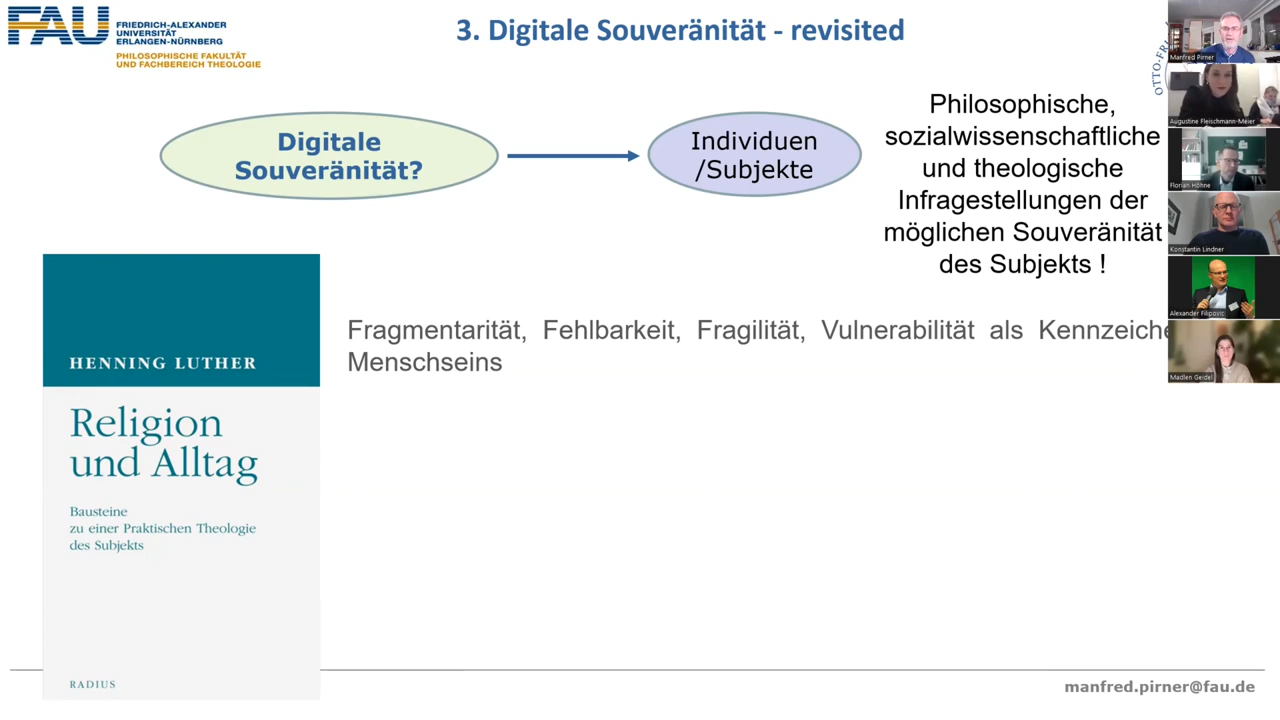 FAU
FRIEDRICH-ALEXANDER
UNIVERSITÄT
ERLANGEN-NÜRNBERG
PHILOSOPHISCHE FAKULTÄT
UND FACHBEREICH THEOLOGIE
3. Digitale Souveränität - revisited
OTTO-FRI
Digitale
Souveränität?
Individuen
/Subjekte
Philosophische,
sozialwissenschaftliche
und theologische
Infragestellungen der
möglichen Souveränität
des Subjekts !
HENNING LUTHER
Religion
und Alltag
Bausteine
zu einer Praktischen Theologie
des Subjekts
RADIUS
Fragmentarität, Fehlbarkeit, Fragilität, Vulnerabilität als Kennzeiche
Menschseins
Manfred Pirner
Augustine Fleischmann-Meier
Florian Höhne
Konstantin Lindner
Alexander Filipovic
Madlen Geidel
manfred.pirner@fau.de